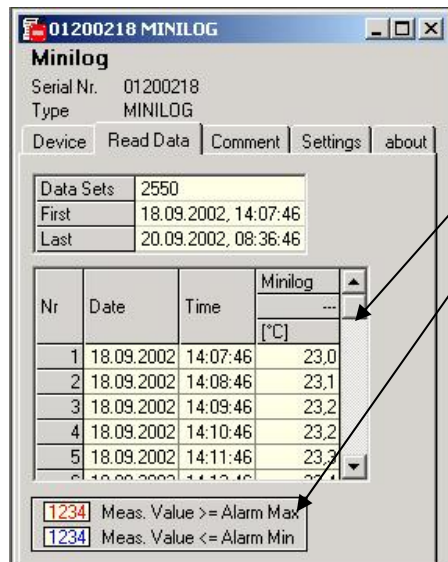 01200218 MINILOG
Minilog
Serial Nr. 01200218
Type MINILOG
Device Read Data Comment Settings about
Data Sets 2550
First 18.09.2002, 14:07:46
Last 20.09.2002, 08:36:46
Nr Date Time Minilog
---
[°C]
1 18.09.2002 14:07:46 23,0
2 18.09.2002 14:08:46 23,1
3 18.09.2002 14:09:46 23,2
4 18.09.2002 14:10:46 23,2
5 18.09.2002 14:11:46 23,3
1234 Meas. Value >= Alarm Max
1234 Meas. Value <= Alarm Min